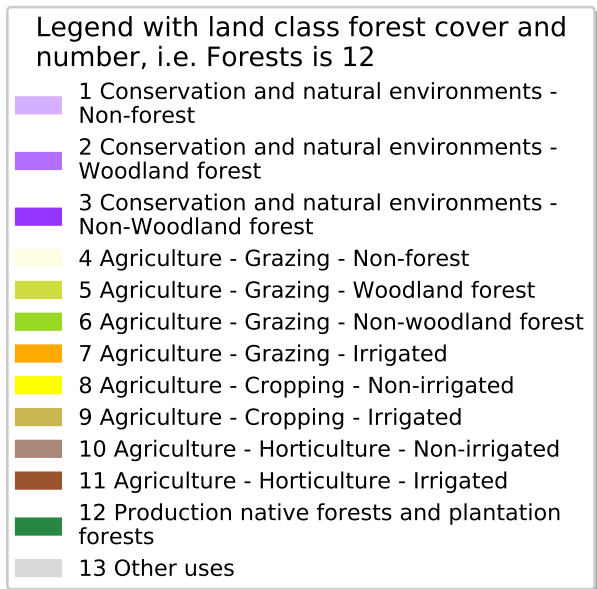 Legend with land class forest cover and
number, i.e. Forests is 12
1 Conservation and natural environments -
Non-forest
2 Conservation and natural environments -
Woodland forest
3 Conservation and natural environments -
Non-Woodland forest
4 Agriculture - Grazing - Non-forest
5 Agriculture - Grazing - Woodland forest
6 Agriculture - Grazing - Non-woodland forest
7 Agriculture - Grazing - Irrigated
8 Agriculture - Cropping - Non-irrigated
9 Agriculture - Cropping - Irrigated
10 Agriculture - Horticulture - Non-irrigated
11 Agriculture - Horticulture - Irrigated
12 Production native forests and plantation
forests
13 Other uses